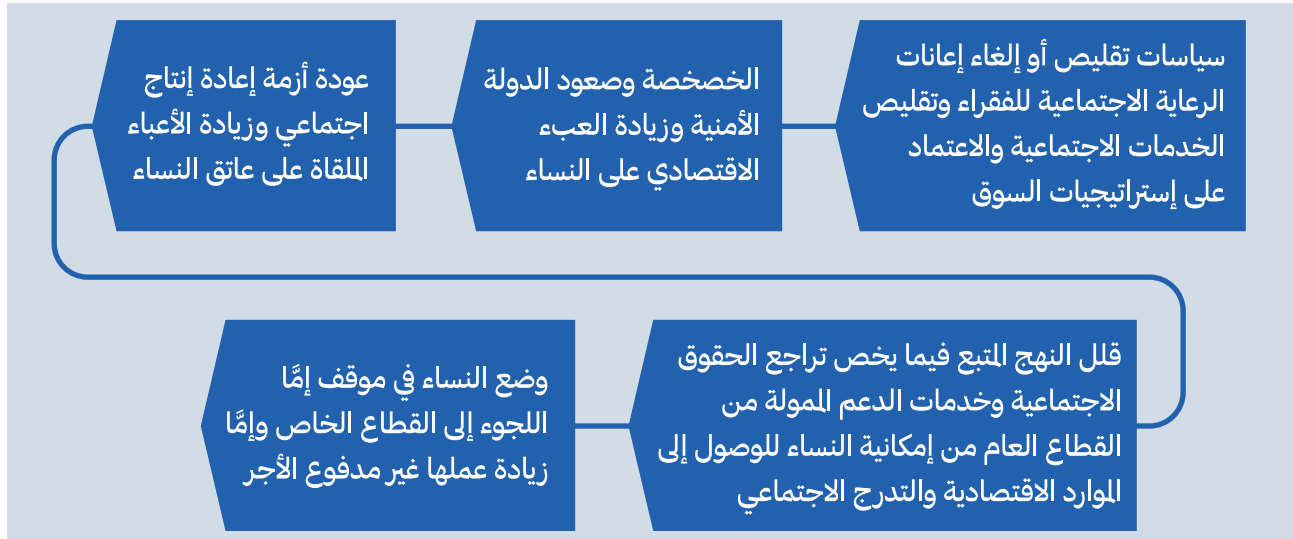 سياسات تقليص أو إلغاء إعانات
الرعاية الاجتماعية للفقراء وتقليص
الخدمات الاجتماعية والاعتماد
على إستراتيجيات السوق
الخصخصة وصعود الدولة
الأمنية وزيادة العبء
الاقتصادي على النساء
عودة أزمة إعادة إنتاج
اجتماعي وزيادة الأعباء
الملقاة على عاتق النساء
قلل النهج المتبع فيما يخص تراجع الحقوق
الاجتماعية وخدمات الدعم الممولة من
القطاع العام من إمكانية النساء للوصول إلى
الموارد الاقتصادية والتدرج الاجتماعي
وضع النساء في موقف إمَّا
اللجوء إلى القطاع الخاص وإمَّا
زيادة عملها غير مدفوع الأجر